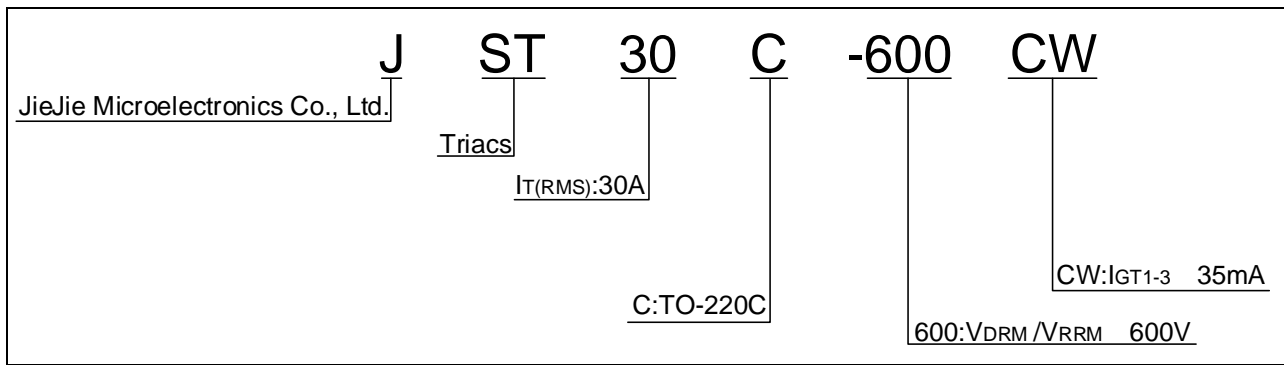 J ST 30 C -600 CW
JieJie Microelectronics Co., Ltd.
Triacs
IT(RMS):30A
CW:IGT1-3 35mA
C:TO-220C
600:VDRM /VRRM 600V